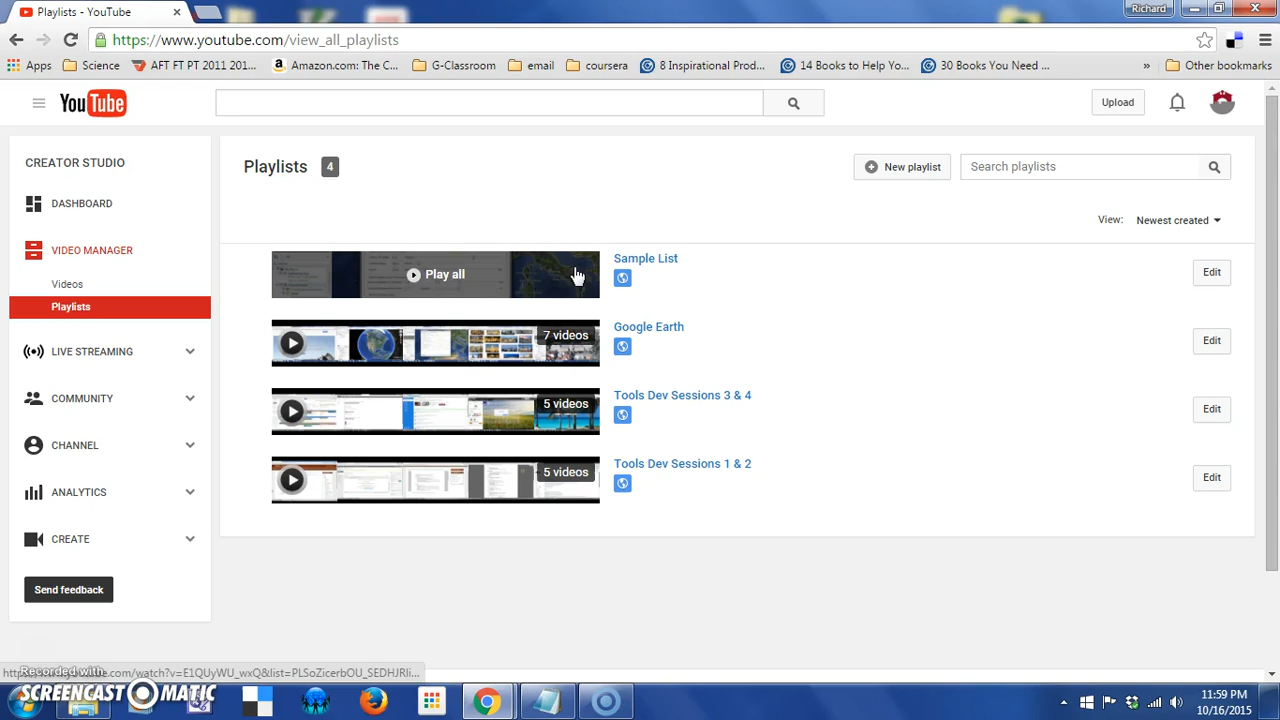 Playlists - YouTube
Richard
https://www.youtube.com/view_all_playlists
Apps
Science
AFT FT PT 2011 201...
Amazon.com: The C...
G-Classroom
email
coursera
8 Inspirational Prod...
14 Books to Help Yo...
30 Books You Need ...
»
Other bookmarks
YouTube
Upload
CREATOR STUDIO
Playlists 4
New playlist
Search playlists
DASHBOARD
View: Newest created
VIDEO MANAGER
Videos
Playlists
LIVE STREAMING
COMMUNITY
CHANNEL
ANALYTICS
CREATE
Send feedback
Play all
Sample List
Edit
7 videos
Google Earth
Edit
5 videos
Tools Dev Sessions 3 & 4
Edit
5 videos
Tools Dev Sessions 1 & 2
Edit
Recorded with
SCREENCAST-O-MATIC
11:59 PM
10/16/2015